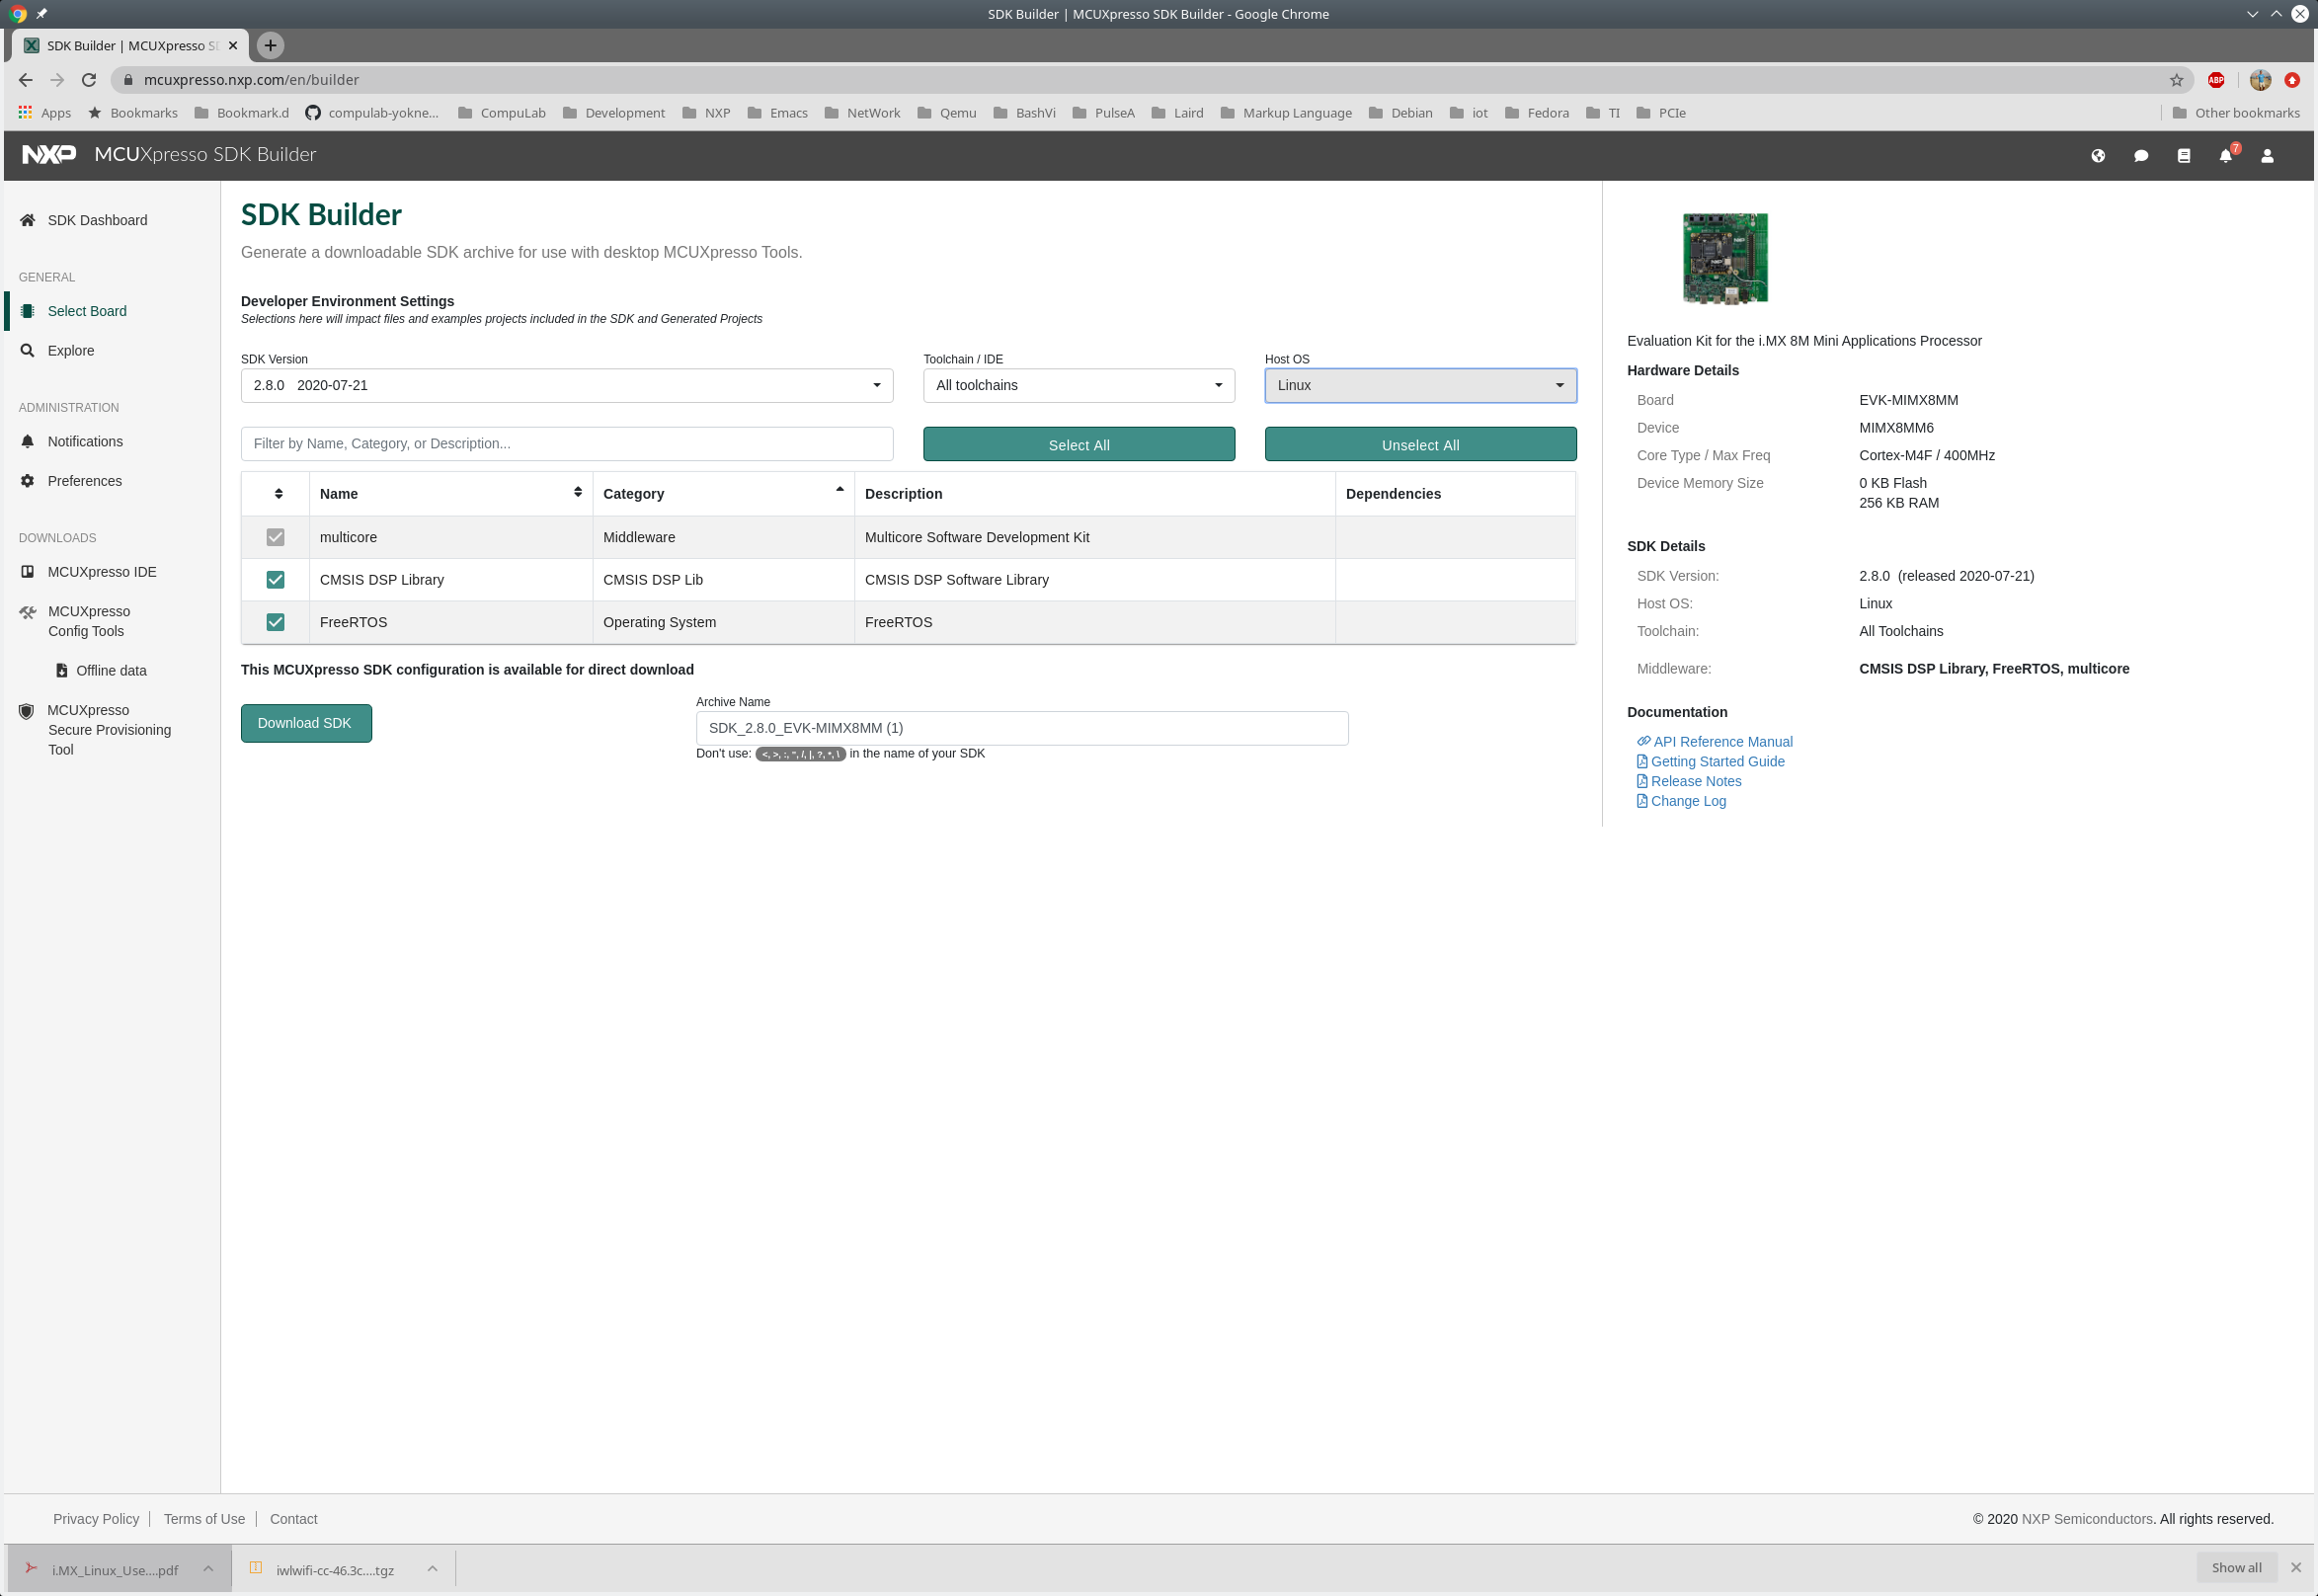 SDK Builder | MCUXpresso SDK Builder - Google Chrome
SDK Builder | MCUXpresso SD
mcuxpresso.nxp.com/en/builder
ABP
Apps Bookmarks Bookmark.d compulab-yokne... CompuLab Development NXP Emacs NetWork Qemu BashVi PulseA Laird Markup Language Debian iot Fedora TI PCIe Other bookmarks
NXP MCUXpresso SDK Builder
7
SDK Dashboard
GENERAL
Select Board
Explore
ADMINISTRATION
Notifications
Preferences
DOWNLOADS
MCUXpresso IDE
MCUXpresso
Config Tools
Offline data
MCUXpresso
Secure Provisioning
Tool
SDK Builder
Generate a downloadable SDK archive for use with desktop MCUXpresso Tools.
Developer Environment Settings
Selections here will impact files and examples projects included in the SDK and Generated Projects
SDK Version Toolchain / IDE Host OS
2.8.0 2020-07-21 All toolchains Linux
Filter by Name, Category, or Description... Select All Unselect All
Name Category Description Dependencies
multicore Middleware Multicore Software Development Kit
CMSIS DSP Library CMSIS DSP Lib CMSIS DSP Software Library
FreeRTOS Operating System FreeRTOS
This MCUXpresso SDK configuration is available for direct download
Archive Name
Download SDK SDK_2.8.0_EVK-MIMX8MM (1)
Don't use: <, >, :, ", /, |, ?, *, \ in the name of your SDK
Evaluation Kit for the i.MX 8M Mini Applications Processor
Hardware Details
Board EVK-MIMX8MM
Device MIMX8MM6
Core Type / Max Freq Cortex-M4F / 400MHz
Device Memory Size 0 KB Flash
256 KB RAM
SDK Details
SDK Version: 2.8.0 (released 2020-07-21)
Host OS: Linux
Toolchain: All Toolchains
Middleware: CMSIS DSP Library, FreeRTOS, multicore
Documentation
API Reference Manual
Getting Started Guide
Release Notes
Change Log
Privacy Policy Terms of Use Contact © 2020 NXP Semiconductors. All rights reserved.
i.MX_Linux_Use....pdf iwlwifi-cc-46.3c....tgz Show all